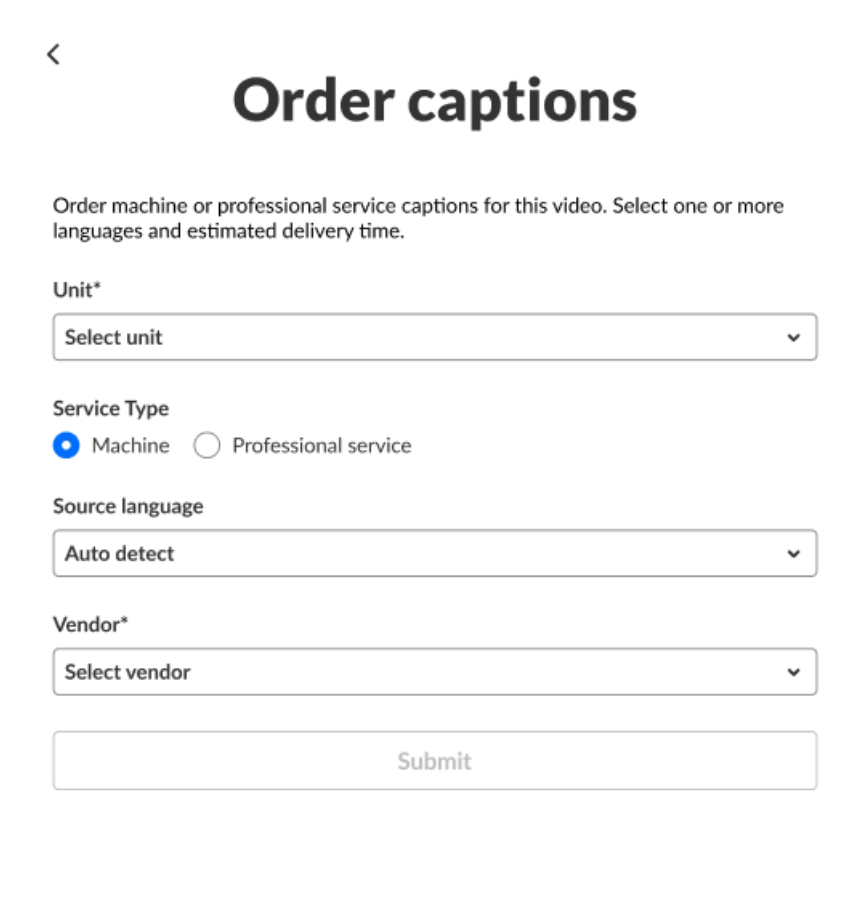 Order captions
Order machine or professional service captions for this video. Select one or more
languages and estimated delivery time.
Unit*
Select unit
Service Type
Machine Professional service
Source language
Auto detect
Vendor*
Select vendor
Submit